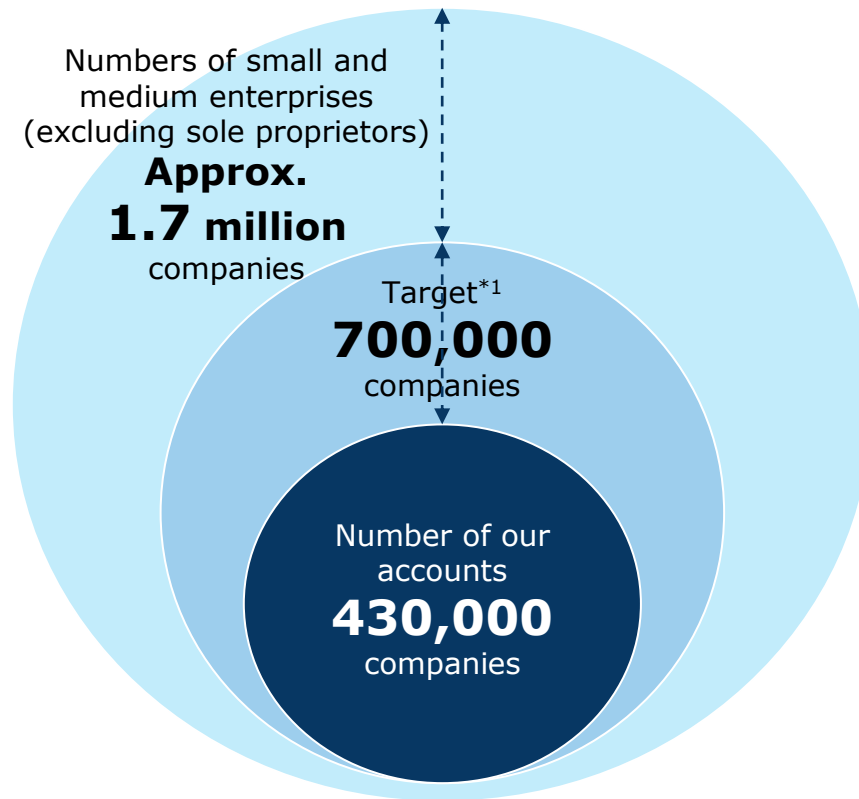 Numbers of small and
medium enterprises
(excluding sole proprietors)
Approx.
1.7 million
companies
Target*1
700,000
companies
Number of our
accounts
430,000
companies